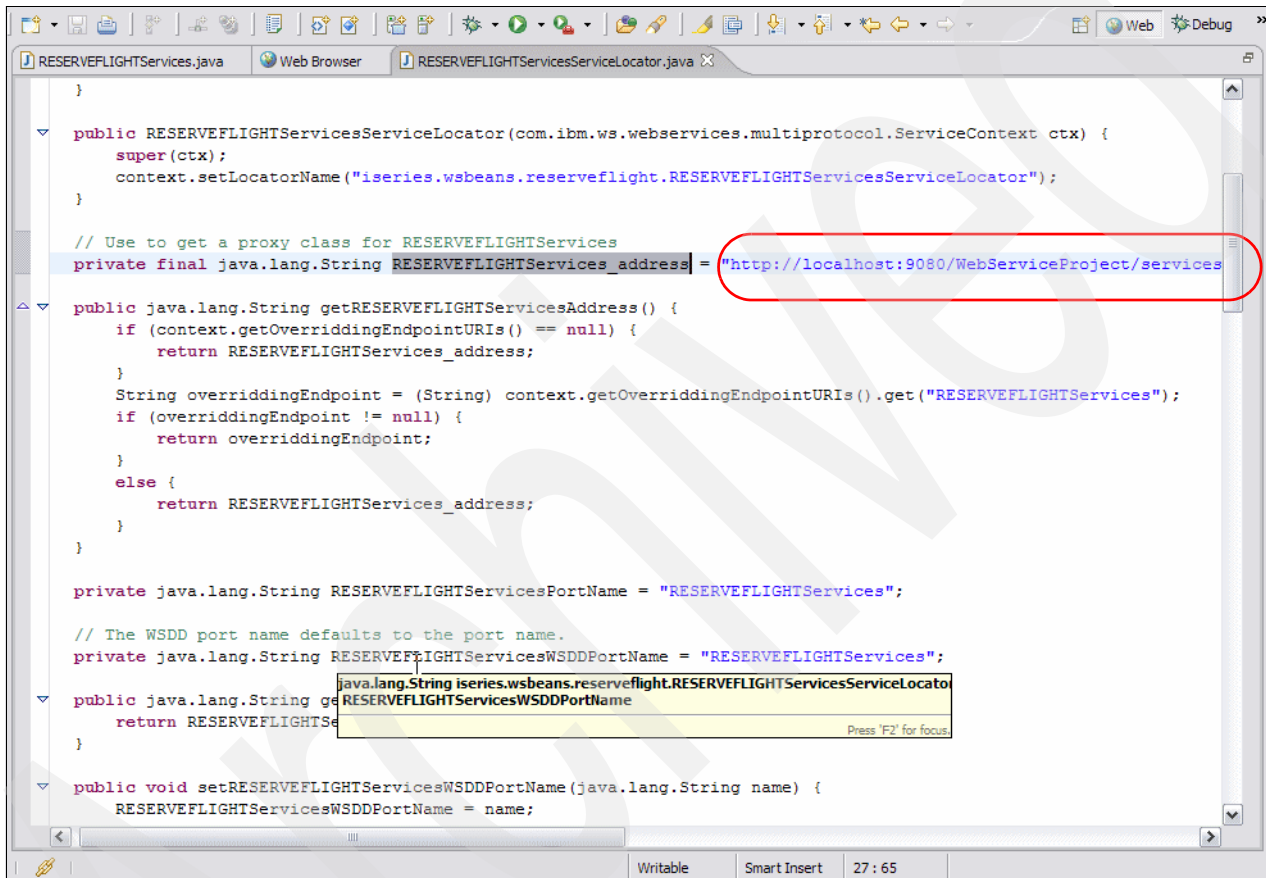 Web Debug »
RESERVEFLIGHTServices.java Web Browser RESERVEFLIGHTServicesServiceLocator.java
}
public RESERVEFLIGHTServicesServiceLocator(com.ibm.ws.webservices.multiprotocol.ServiceContext ctx) {
super(ctx);
context.setLocatorName("iseries.wsbeans.reserveflight.RESERVEFLIGHTServicesServiceLocator");
}
// Use to get a proxy class for RESERVEFLIGHTServices
private final java.lang.String RESERVEFLIGHTServices_address = "http://localhost:9080/WebServiceProject/services
public java.lang.String getRESERVEFLIGHTServicesAddress() {
if (context.getOverriddingEndpointURIs() == null) {
return RESERVEFLIGHTServices_address;
}
String overriddingEndpoint = (String) context.getOverriddingEndpointURIs().get("RESERVEFLIGHTServices");
if (overriddingEndpoint != null) {
return overriddingEndpoint;
}
else {
return RESERVEFLIGHTServices_address;
}
}
private java.lang.String RESERVEFLIGHTServicesPortName = "RESERVEFLIGHTServices";
// The WSDD port name defaults to the port name.
private java.lang.String RESERVEFLIGHTServicesWSDDPortName = "RESERVEFLIGHTServices";
java.lang.String iseries.wsbeans.reserveflight.RESERVEFLIGHTServicesServiceLocator
public java.lang.String ge RESERVEFLIGHTServicesWSDDPortName
return RESERVEFLIGHTSe
Press 'F2' for focus.
}
public void setRESERVEFLIGHTServicesWSDDPortName(java.lang.String name) {
RESERVEFLIGHTServicesWSDDPortName = name;
Writable Smart Insert 27 : 65